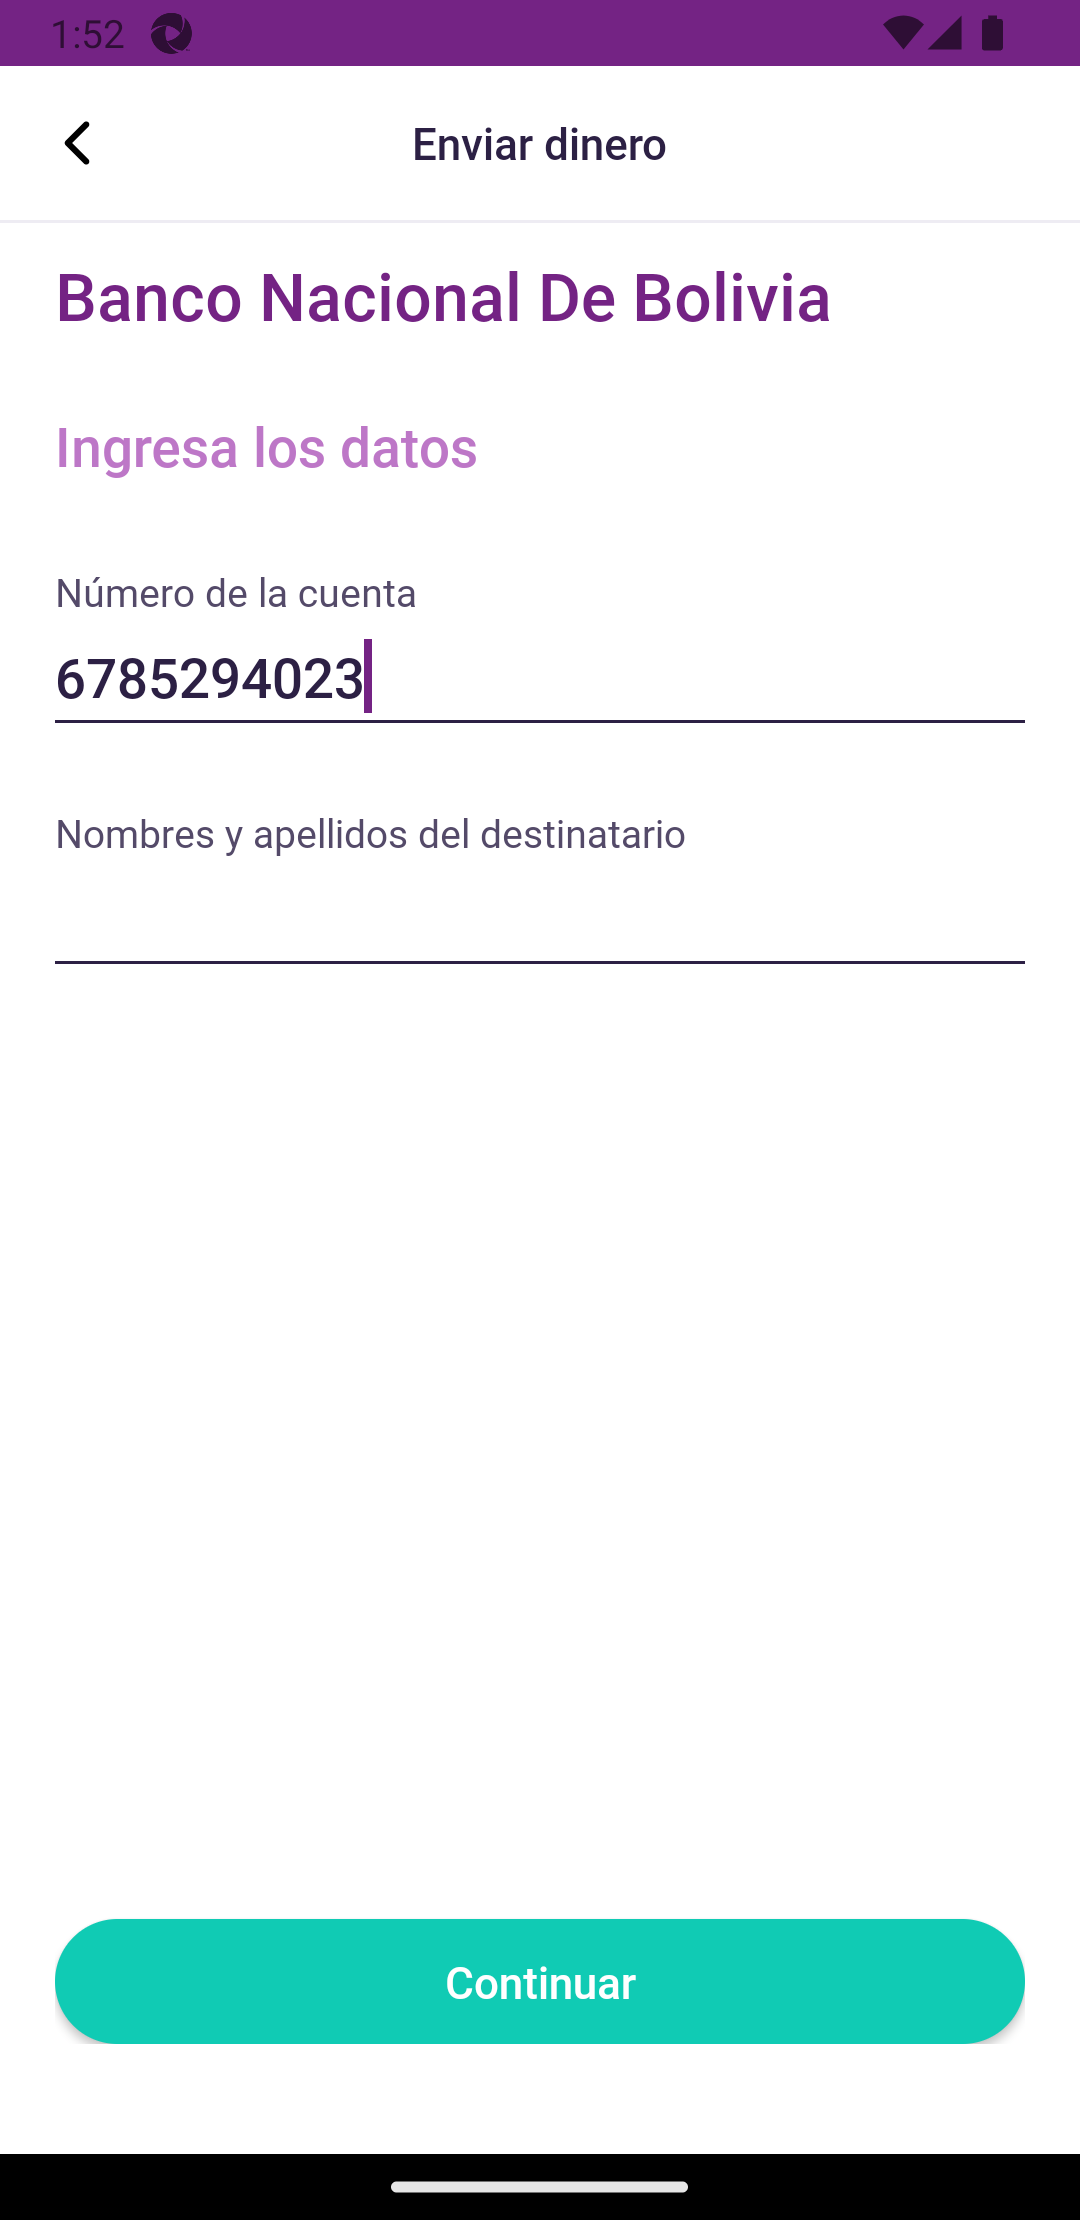 1:52
Enviar dinero
Banco Nacional De Bolivia
Ingresa los datos
Número de la cuenta
6785294023
Nombres y apellidos del destinatario
Continuar